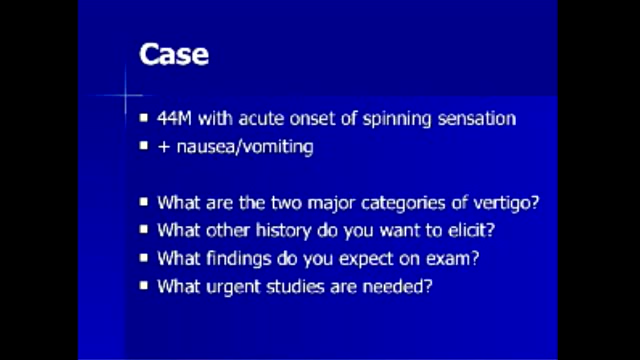 Case
44M with acute onset of spinning sensation
+ nausea/vomiting
What are the two major categories of vertigo?
What other history do you want to elicit?
What findings do you expect on exam?
What urgent studies are needed?